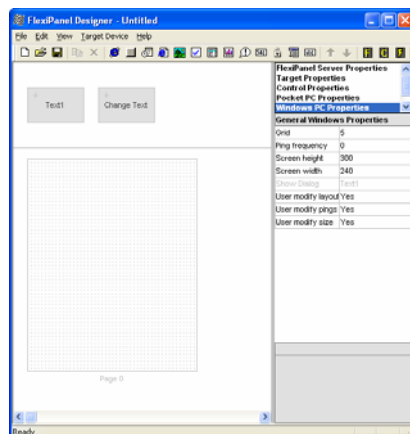 FlexiPanel Designer - Untitled
File Edit View Target Device Help
Text1
Change Text
FlexiPanel Server Properties
Target Properties
Control Properties
Pocket PC Properties
Windows PC Properties
General Windows Properties
Grid 5
Ping frequency 0
Screen height 300
Screen width 240
Show Dialog Text1
User modify layout Yes
User modify pings Yes
User modify size Yes
Page 0
Ready